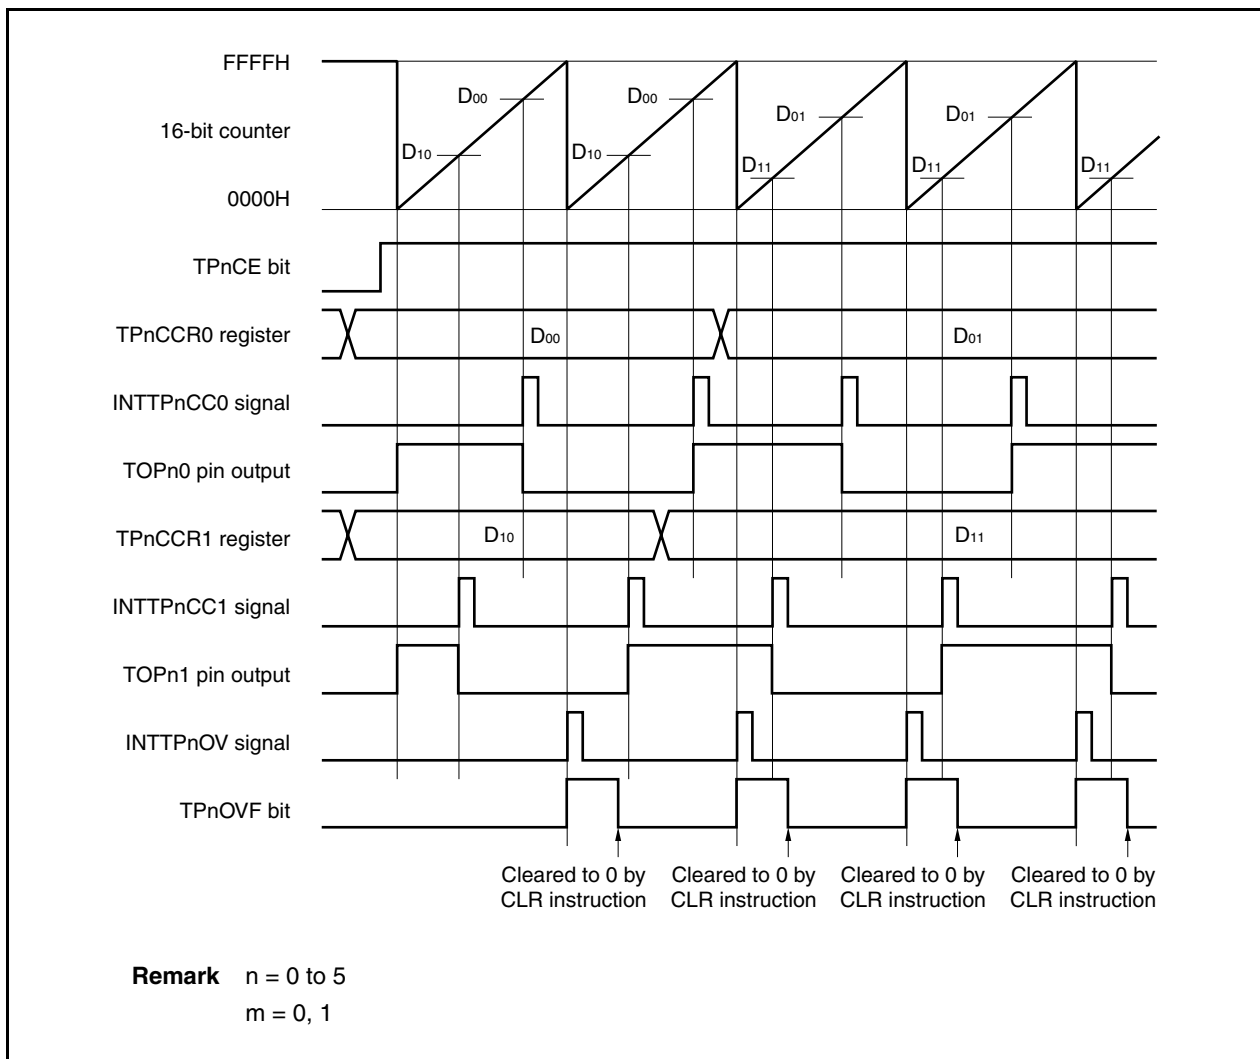 FFFFH
D00 D00 D01 D01
16-bit counter
D10 D10 D11 D11 D11
0000H
TPnCE bit
TPnCCR0 register D00 D01
INTTPnCC0 signal
TOPn0 pin output
TPnCCR1 register D10 D11
INTTPnCC1 signal
TOPn1 pin output
INTTPnOV signal
TPnOVF bit
Cleared to 0 by Cleared to 0 by Cleared to 0 by Cleared to 0 by
CLR instruction CLR instruction CLR instruction CLR instruction
Remark n = 0 to 5
m = 0, 1